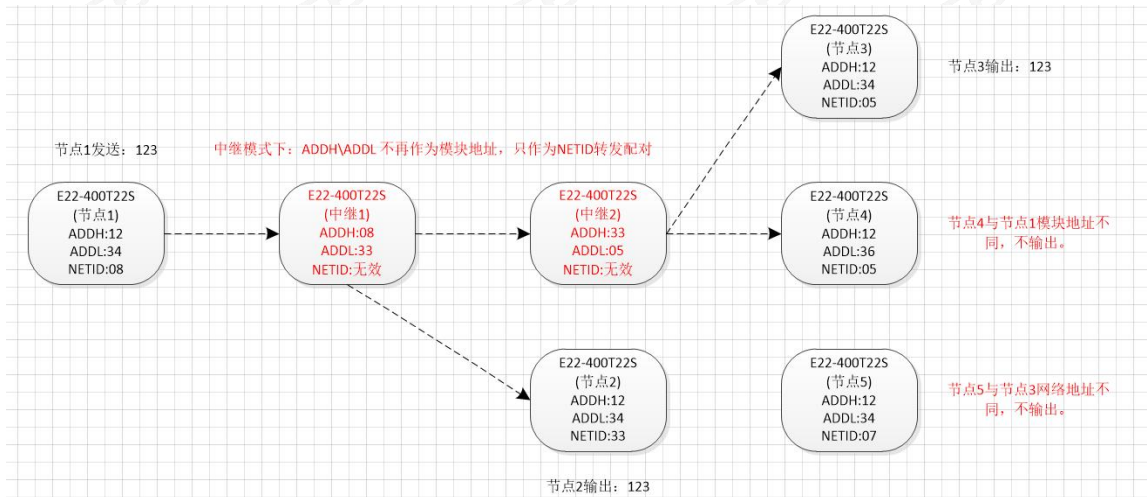 E22-400T22S
(节点3)
ADDH:12
ADDL:34
NETID:05
节点3输出：123
节点1发送：123
中继模式下：ADDH\ADDL 不再作为模块地址，只作为NETID转发配对
E22-400T22S
(节点1)
ADDH:12
ADDL:34
NETID:08
E22-400T22S
(中继1)
ADDH:08
ADDL:33
NETID:无效
E22-400T22S
(中继2)
ADDH:33
ADDL:05
NETID:无效
E22-400T22S
(节点4)
ADDH:12
ADDL:36
NETID:05
节点4与节点1模块地址不
同，不输出。
E22-400T22S
(节点2)
ADDH:12
ADDL:34
NETID:33
E22-400T22S
(节点5)
ADDH:12
ADDL:34
NETID:07
节点5与节点3网络地址不
同，不输出。
节点2输出：123